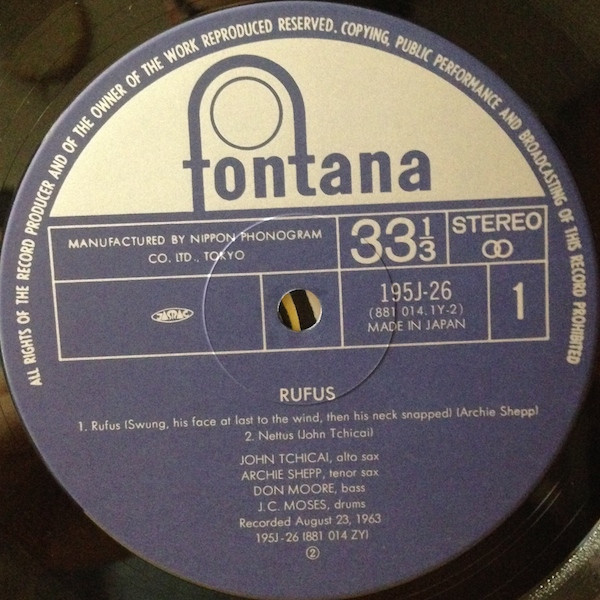 ALL RIGHTS OF THE RECORD PRODUCER AND OF THE OWNER OF THE WORK REPRODUCED RESERVED. COPYING, PUBLIC PERFORMANCE AND BROADCASTING OF THIS RECORD PROHIBITED
fontana
MANUFACTURED BY NIPPON PHONOGRAM
CO. LTD., TOKYO
33 1/3
STEREO
JASRAC
195J-26
(881 014.1Y-2)
MADE IN JAPAN
1
RUFUS
1. Rufus (Swung, his face at last to the wind, then his neck snapped) (Archie Shepp)
2. Nettus (John Tchicai)
JOHN TCHICAI, alto sax
ARCHIE SHEPP, tenor sax
DON MOORE, bass
J.C. MOSES, drums
Recorded August 23, 1963
195J-26 (881 014 ZY)
②